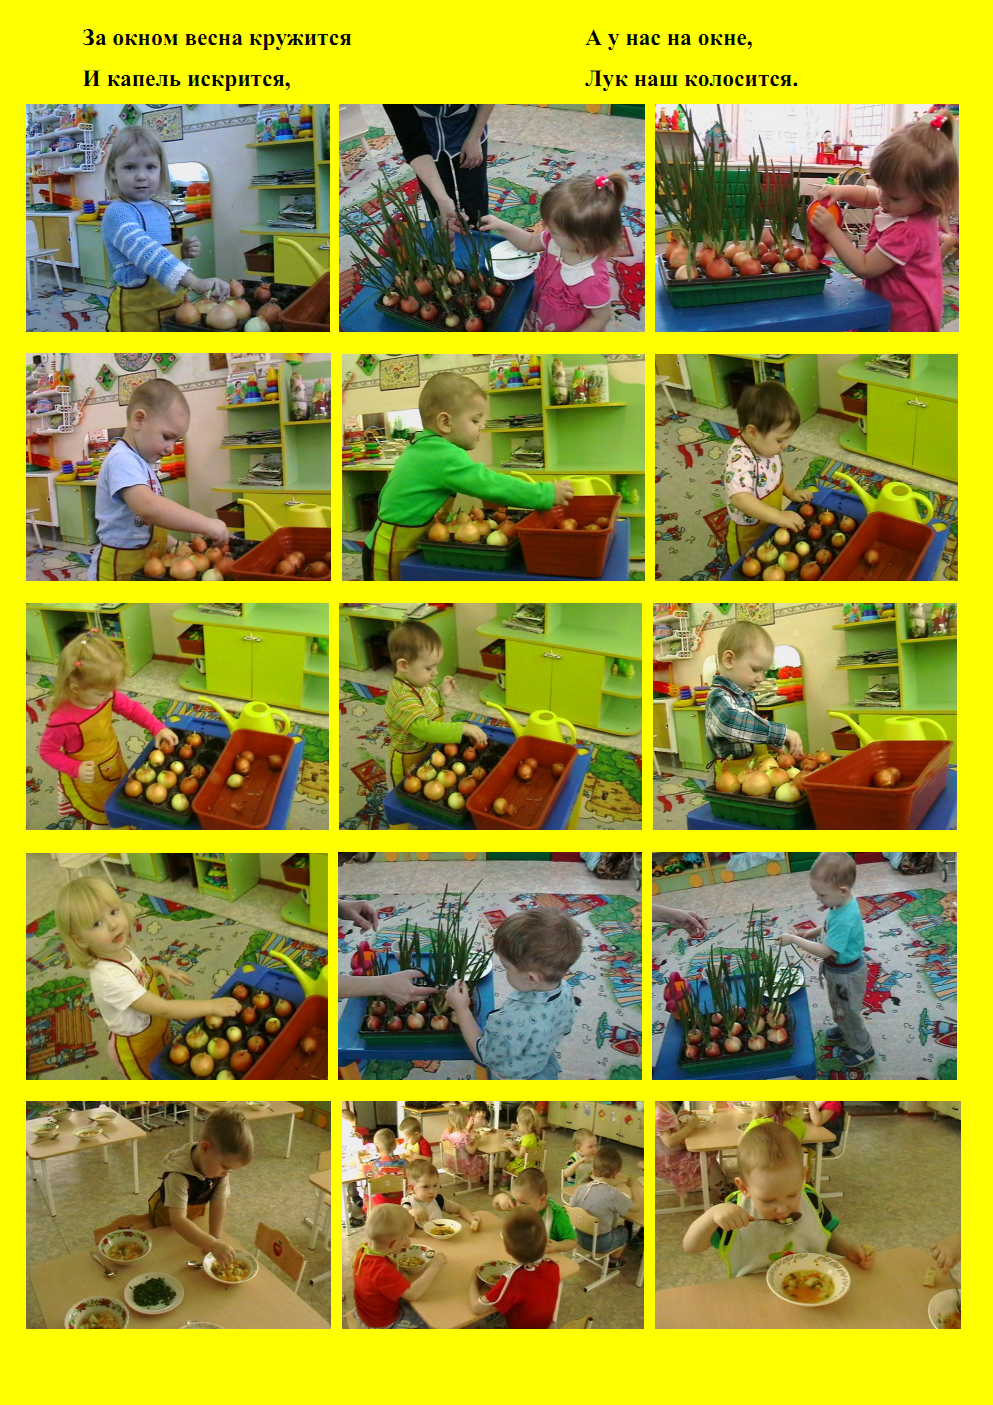 За окном весна кружится
И капель искрится,
А у нас на окне,
Лук наш колосится.